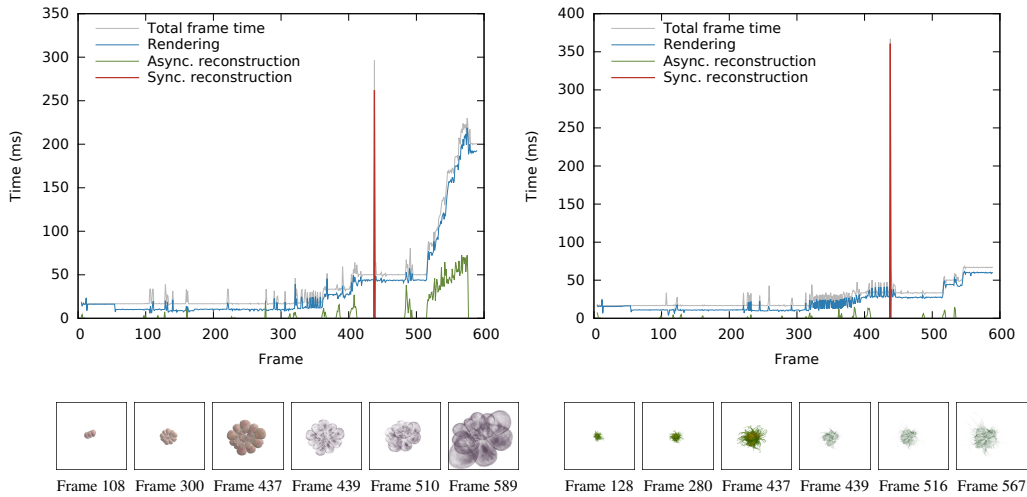 350
300
250
200
150
100
50
0
Time (ms)
Total frame time
Rendering
Async. reconstruction
Sync. reconstruction
0 100 200 300 400 500 600
Frame
400
350
300
250
200
150
100
50
0
Time (ms)
Total frame time
Rendering
Async. reconstruction
Sync. reconstruction
0 100 200 300 400 500 600
Frame
Frame 108 Frame 300 Frame 437 Frame 439 Frame 510 Frame 589
Frame 128 Frame 280 Frame 437 Frame 439 Frame 516 Frame 567